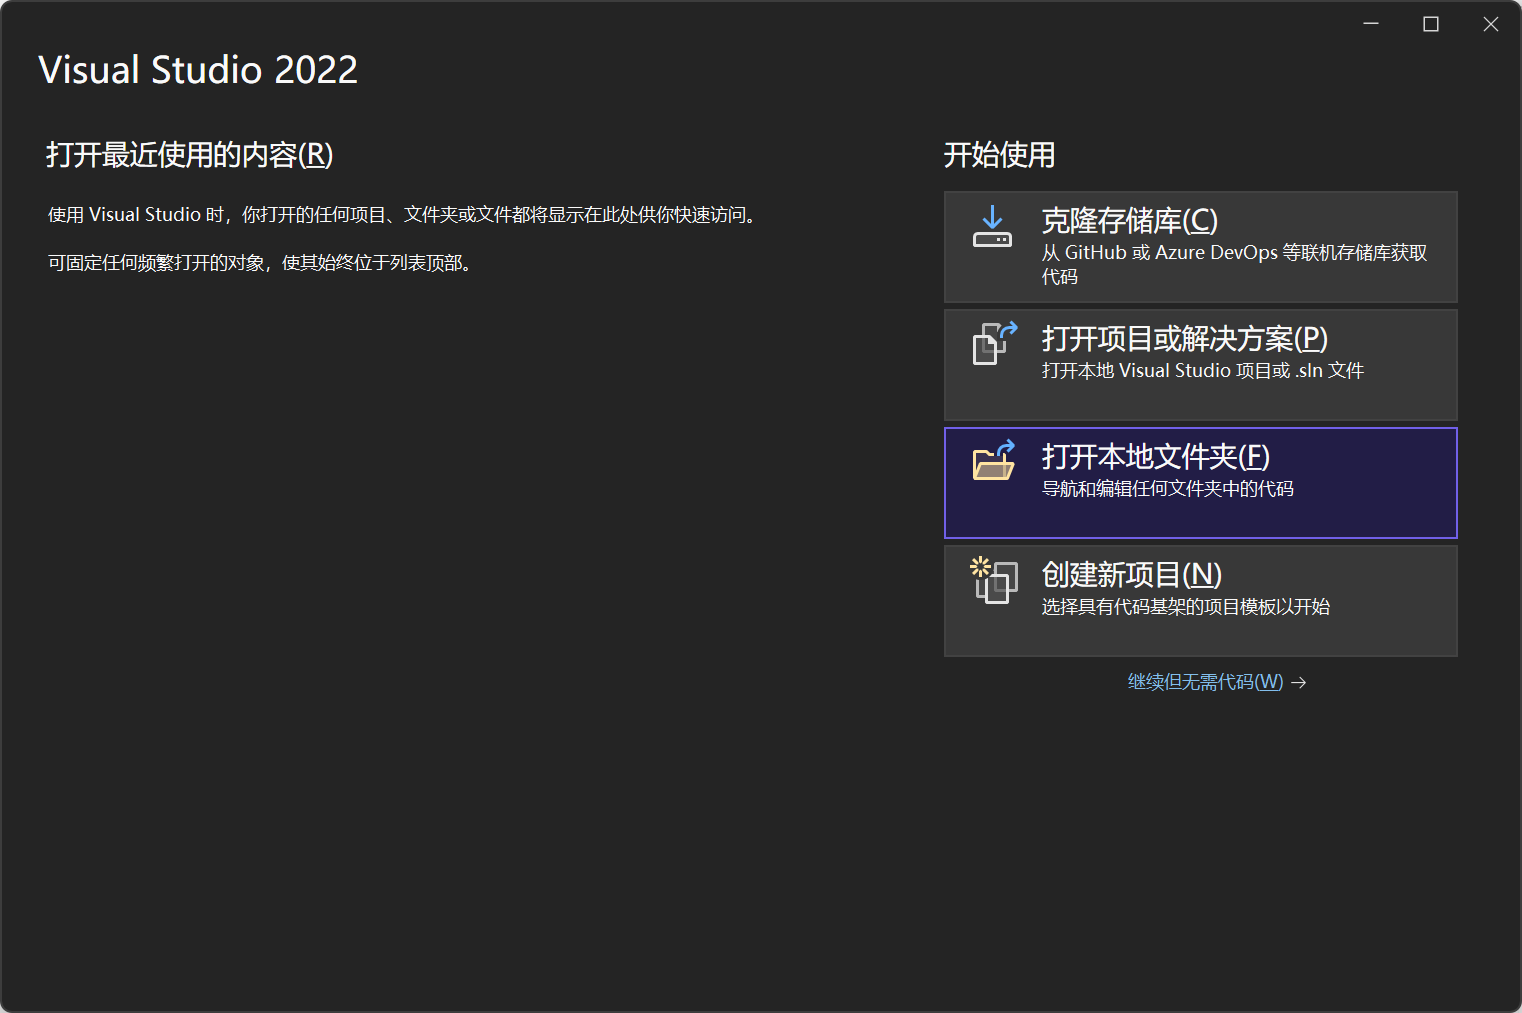 Visual Studio 2022
打开最近使用的内容(R)
使用 Visual Studio 时，你打开的任何项目、文件夹或文件都将显示在此处供你快速访问。
可固定任何频繁打开的对象，使其始终位于列表顶部。
开始使用
克隆存储库(C)
从 GitHub 或 Azure DevOps 等联机存储库获取
代码
打开项目或解决方案(P)
打开本地 Visual Studio 项目或 .sln 文件
打开本地文件夹(F)
导航和编辑任何文件夹中的代码
创建新项目(N)
选择具有代码基架的项目模板以开始
继续但无需代码(W) →